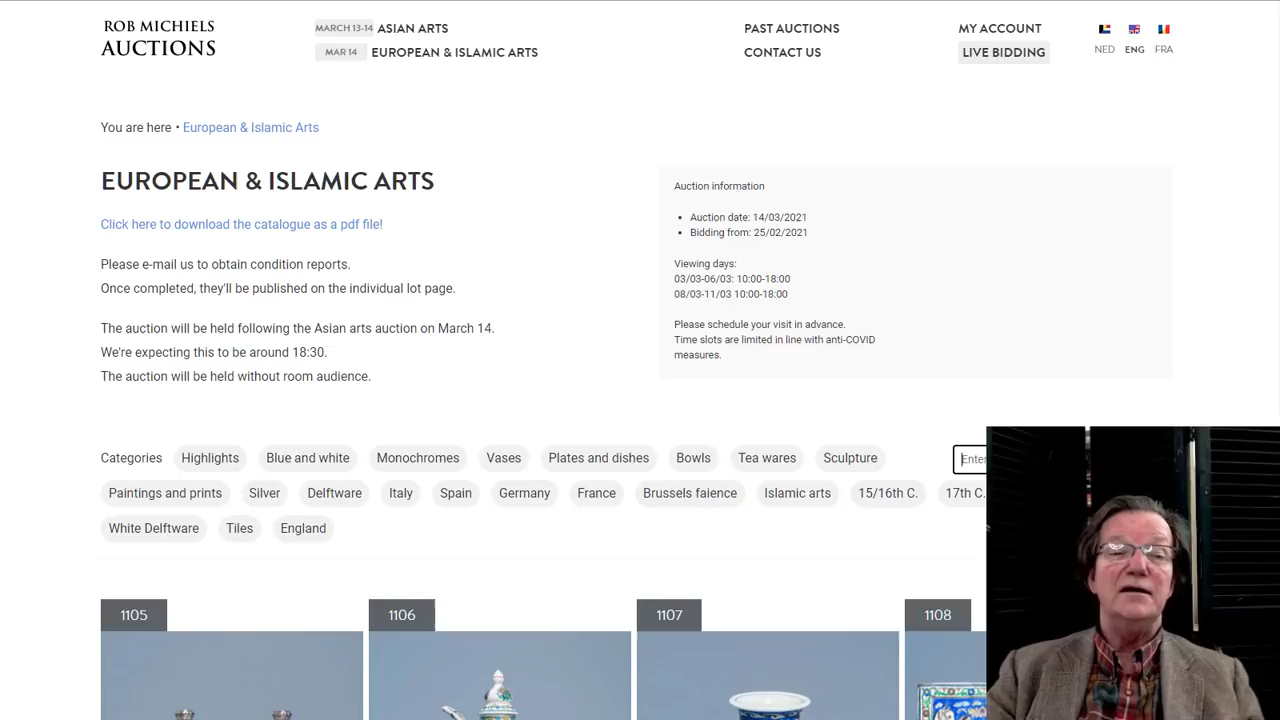 ROB MICHIELS
AUCTIONS
MARCH 13-14 ASIAN ARTS
MAR 14 EUROPEAN & ISLAMIC ARTS
PAST AUCTIONS
CONTACT US
MY ACCOUNT
LIVE BIDDING
NED ENG FRA
You are here • European & Islamic Arts
EUROPEAN & ISLAMIC ARTS
Click here to download the catalogue as a pdf file!
Please e-mail us to obtain condition reports.
Once completed, they'll be published on the individual lot page.
The auction will be held following the Asian arts auction on March 14.
We're expecting this to be around 18:30.
The auction will be held without room audience.
Auction information
• Auction date: 14/03/2021
• Bidding from: 25/02/2021
Viewing days:
03/03-06/03: 10:00-18:00
08/03-11/03 10:00-18:00
Please schedule your visit in advance.
Time slots are limited in line with anti-COVID
measures.
Categories Highlights Blue and white Monochromes Vases Plates and dishes Bowls Tea wares Sculpture
Paintings and prints Silver Delftware Italy Spain Germany France Brussels faience Islamic arts 15/16th C. 17th C.
White Delftware Tiles England
1105 1106 1107 1108